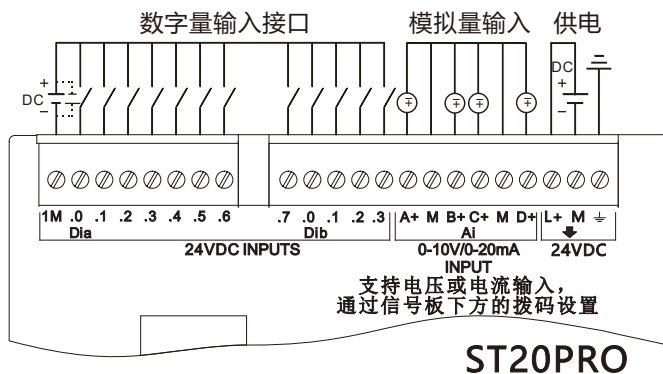 数字量输入接口 模拟量输入 供电
+ DC − DC + −
1M .0 .1 .2 .3 .4 .5 .6 .7 .0 .1 .2 .3 A+ M B+ C+ M D+ L+ M
Dia Dib Ai
24VDC INPUTS 0-10V/0-20mA 24VDC
INPUT
支持电压或电流输入，
通过信号板下方的拨码设置
ST20PRO